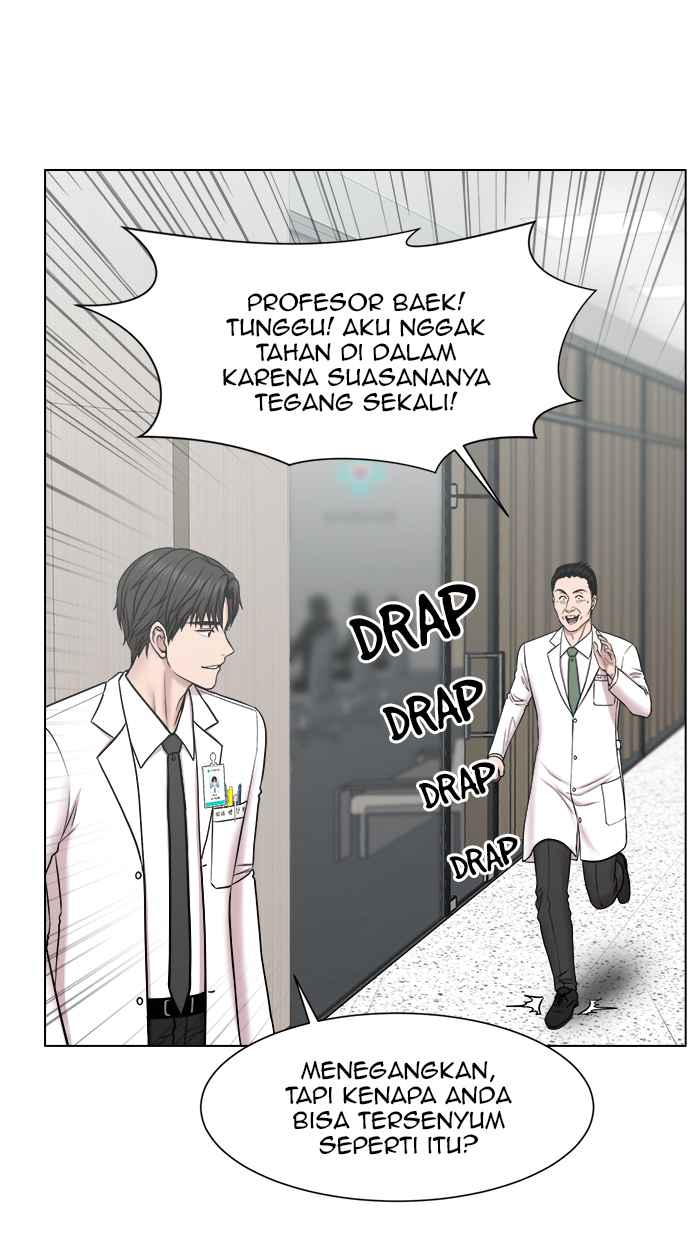 PROFESOR BAEK!
TUNGGU! AKU NGGAK
TAHAN DI DALAM
KARENA SUASANANYA
TEGANG SEKALI!
DRAP
DRAP
DRAP
DRAP
MENEGANGKAN,
TAPI KENAPA ANDA
BISA TERSENYUM
SEPERTI ITU?